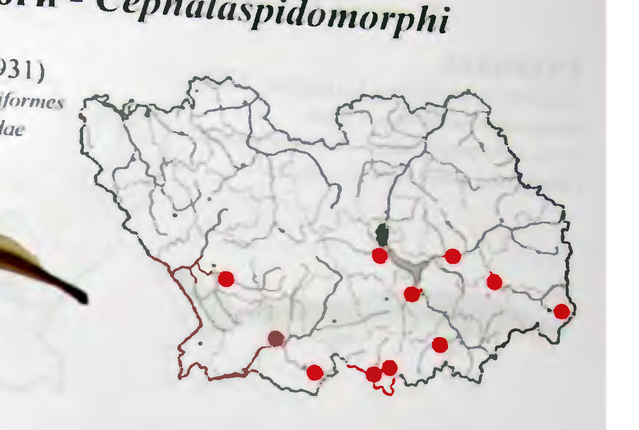 - Cephalaspidomorphi
931)
iformes
dae